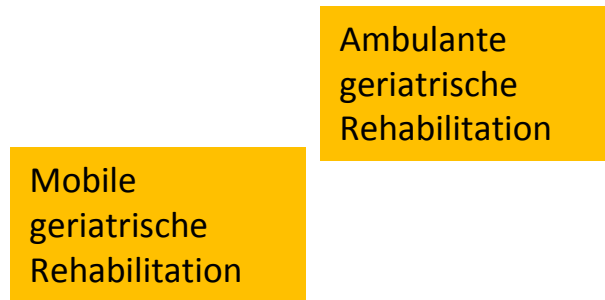 Ambulante
geriatrische
Rehabilitation
Mobile
geriatrische
Rehabilitation